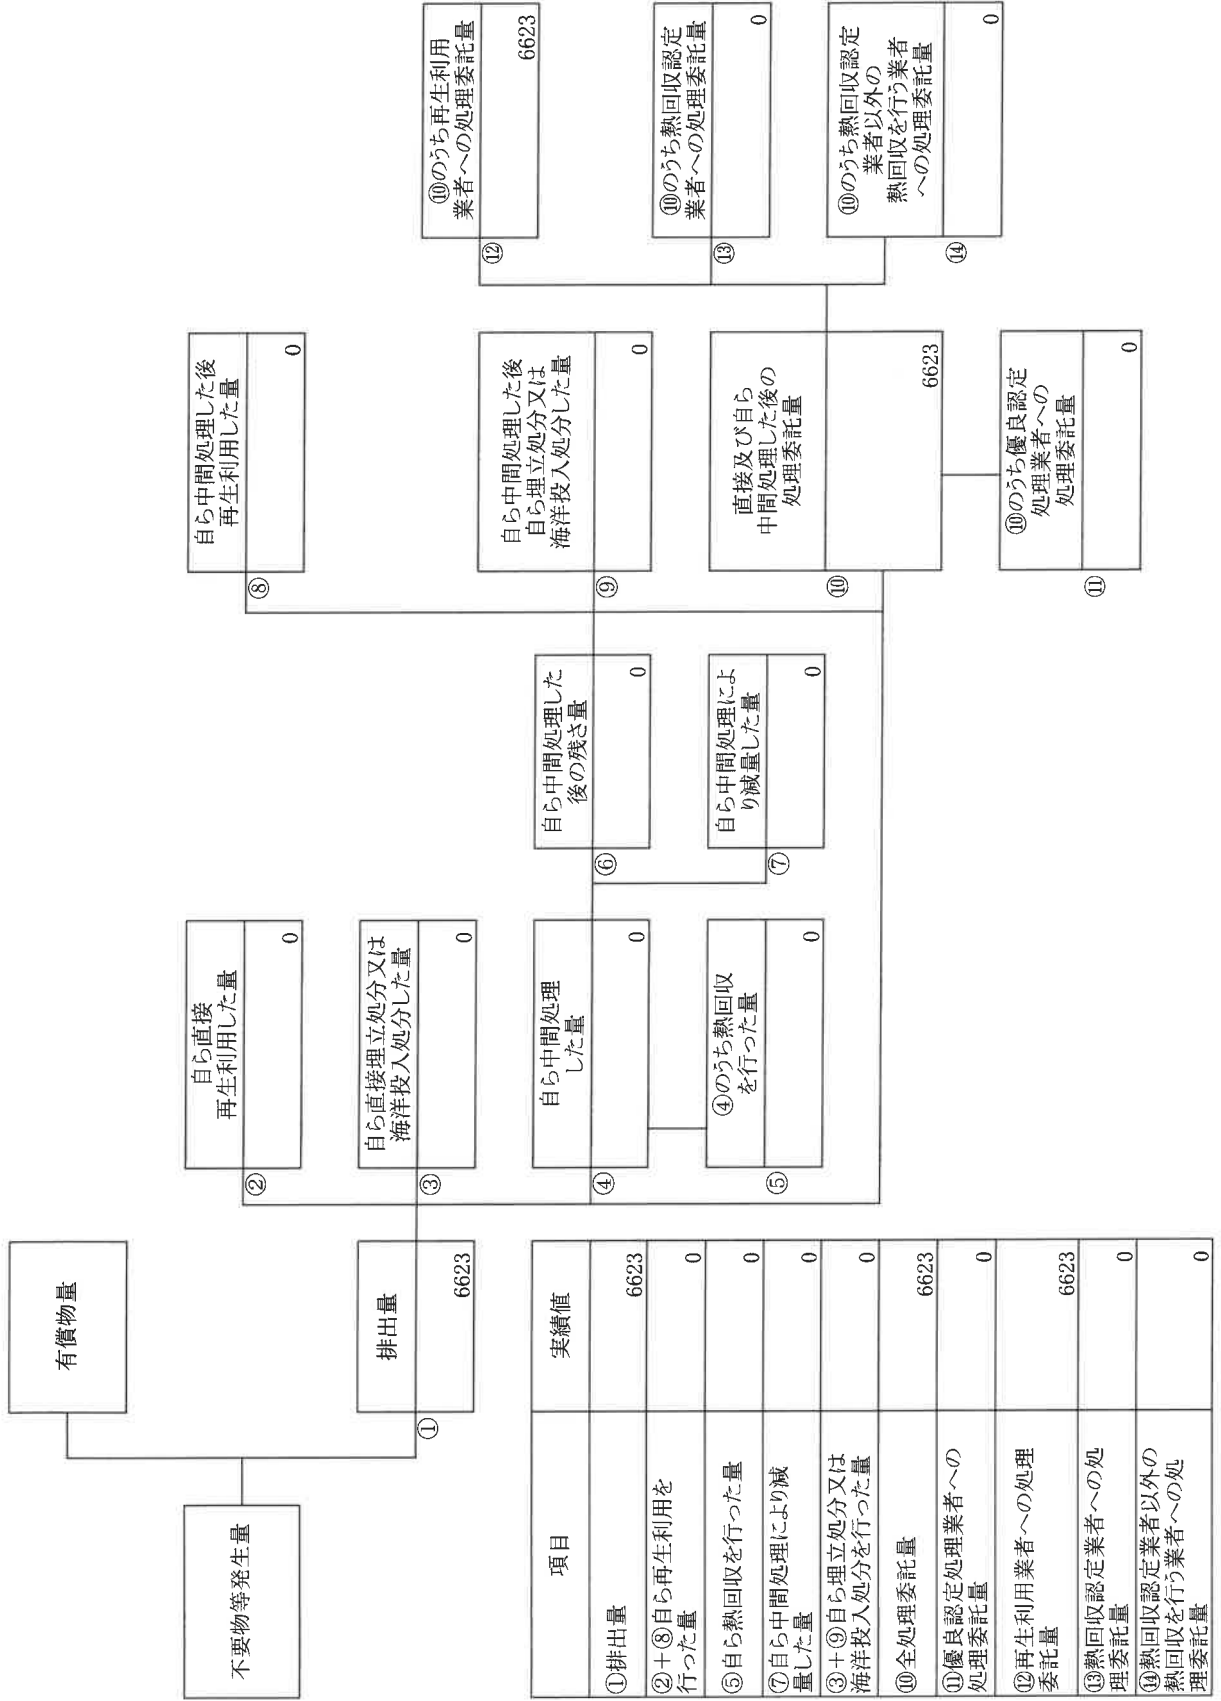 不要物等発生量
有償物量
①
排出量
6623
②
自ら直接
再生利用した量
0
③
自ら直接埋立処分又は
海洋投入処分した量
0
④
自ら中間処理
した量
0
⑤
④のうち熱回収
を行った量
0
⑥
自ら中間処理した
後の残さ量
0
⑦
自ら中間処理によ
り減量した量
0
⑧
自ら中間処理した後
再生利用した量
0
⑨
自ら中間処理した後
自ら埋立処分又は
海洋投入処分した量
0
⑩
直接及び自ら
中間処理した後の
処理委託量
6623
⑪
⑩のうち優良認定
処理業者への
処理委託量
0
⑫
⑩のうち再生利用
業者への処理委託量
6623
⑬
⑩のうち熱回収認定
業者への処理委託量
0
⑭
⑩のうち熱回収認定
業者以外の
熱回収を行う業者
への処理委託量
0
項目 実績値
①排出量 6623
②＋⑧自ら再生利用を
行った量 0
⑤自ら熱回収を行った量 0
⑦自ら中間処理により減
量した量 0
③＋⑨自ら埋立処分又は
海洋投入処分を行った量 0
⑩全処理委託量 6623
⑪優良認定処理業者への
処理委託量 0
⑫再生利用業者への処理
委託量 6623
⑬熱回収認定業者への処
理委託量 0
⑭熱回収認定業者以外の
熱回収を行う業者への処
理委託量 0